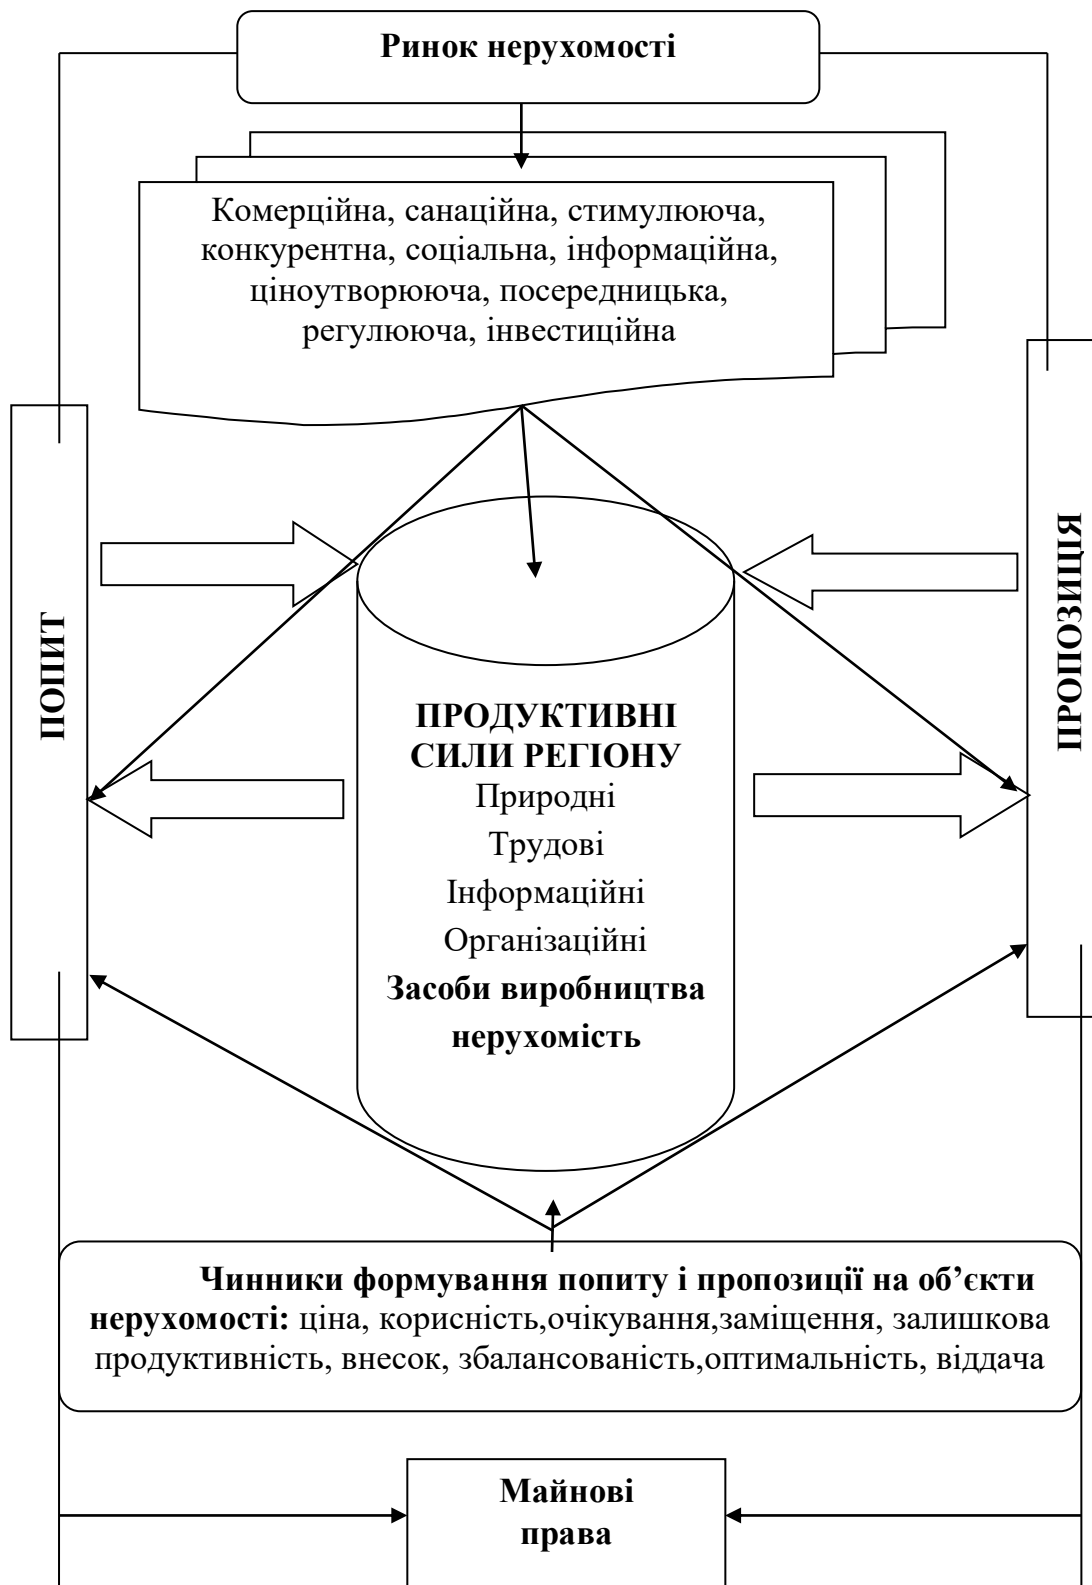 Ринок нерухомості
Комерційна, санаційна, стимулююча,
конкурентна, соціальна, інформаційна,
ціноутворююча, посередницька,
регулююча, інвестиційна
ПОПИТ
ПРОПОЗИЦІЯ
ПРОДУКТИВНІ
СИЛИ РЕГІОНУ
Природні
Трудові
Інформаційні
Організаційні
Засоби виробництва
нерухомість
Чинники формування попиту і пропозиції на об’єкти
нерухомості: ціна, корисність,очікування,заміщення, залишкова
продуктивність, внесок, збалансованість,оптимальність, віддача
Майнові
права